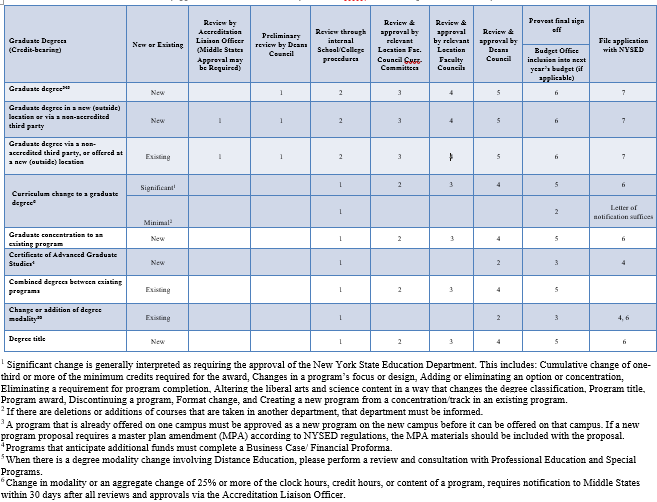 Graduate Degrees
(Credit-bearing)
New or Existing
Review by
Accreditation
Liaison Officer
(Middle States
Approval may
be Required)
Preliminary
review by Deans
Council
Review through
internal
School/College
procedures
Review &
approval by
relevant
Location Fac.
Council Curr.
Committees
Review &
approval
by relevant
Location
Faculty
Councils
Review &
approval by
Deans
Council
Provost final sign
off
Budget Office
inclusion into next
year's budget (if
applicable)
File application
with NYSED
Graduate degree New 1 2 3 4 5 6 7
Graduate degree in a new (outside)
location or via a non-accredited
third party
New 1 1 2 3 4 5 6 7
Graduate degree via a non-
accredited third party, or offered at
a new (outside) location
Existing 1 1 2 3 4 5 6 7
Curriculum change to a graduate
degree⁶
Significant¹ 1 2 3 4 5 6
Minimal² 1 2 Letter of
notification suffices
Graduate concentration to an
existing program
New 1 2 3 4 5 6
Certificate of Advanced Graduate
Studies⁴
New 1 2 3 4
Combined degrees between existing
programs
Existing 1 2 3 4 5
Change or addition of degree
modality⁵⁶
Existing 1 2 3 4, 6
Degree title New 1 2 3 4 5 6
¹ Significant change is generally interpreted as requiring the approval of the New York State Education Department. This includes: Cumulative change of one-
third or more of the minimum credits required for the award, Changes in a program's focus or design, Adding or eliminating an option or concentration,
Eliminating a requirement for program completion, Altering the liberal arts and science content in a way that changes the degree classification, Program title,
Program award, Discontinuing a program, Format change, and Creating a new program from a concentration/track in an existing program.
² If there are deletions or additions of courses that are taken in another department, that department must be informed.
³ A program that is already offered on one campus must be approved as a new program on the new campus before it can be offered on that campus. If a new
program proposal requires a master plan amendment (MPA) according to NYSED regulations, the MPA materials should be included with the proposal.
⁴ Programs that anticipate additional funds must complete a Business Case/ Financial Proforma.
⁵ When there is a degree modality change involving Distance Education, please perform a review and consultation with Professional Education and Special
Programs.
⁶ Change in modality or an aggregate change of 25% or more of the clock hours, credit hours, or content of a program, requires notification to Middle States
within 30 days after all reviews and approvals via the Accreditation Liaison Officer.